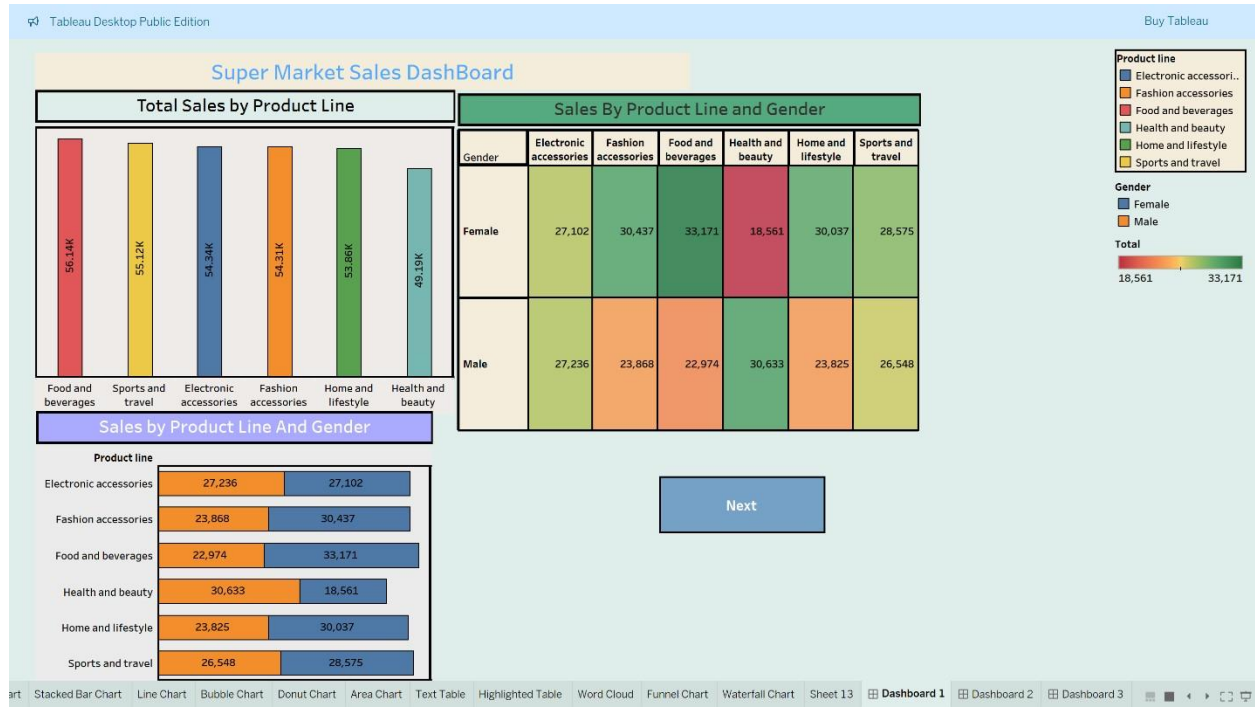 Tableau Desktop Public Edition
Buy Tableau
Super Market Sales DashBoard
Total Sales by Product Line
56.14K
55.12K
54.34K
54.31K
53.86K
49.19K
Food and beverages
Sports and travel
Electronic accessories
Fashion accessories
Home and lifestyle
Health and beauty
Sales By Product Line and Gender
Gender
Electronic accessories
Fashion accessories
Food and beverages
Health and beauty
Home and lifestyle
Sports and travel
Female 27,102 30,437 33,171 18,561 30,037 28,575
Male 27,236 23,868 22,974 30,633 23,825 26,548
Sales by Product Line And Gender
Product line
Electronic accessories 27,236 27,102
Fashion accessories 23,868 30,437
Food and beverages 22,974 33,171
Health and beauty 30,633 18,561
Home and lifestyle 23,825 30,037
Sports and travel 26,548 28,575
Next
Product line
Electronic accessori..
Fashion accessories
Food and beverages
Health and beauty
Home and lifestyle
Sports and travel
Gender
Female
Male
Total
18,561 33,171
art Stacked Bar Chart Line Chart Bubble Chart Donut Chart Area Chart Text Table Highlighted Table Word Cloud Funnel Chart Waterfall Chart Sheet 13 Dashboard 1 Dashboard 2 Dashboard 3